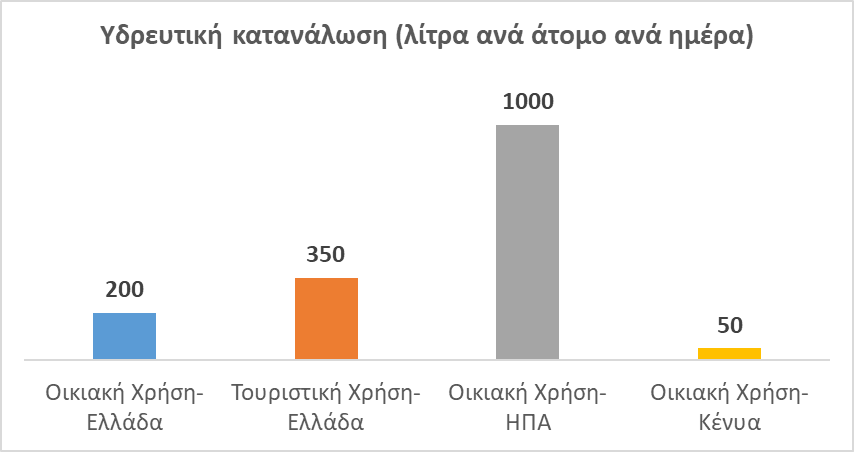 Υδρευτική κατανάλωση (λίτρα ανά άτομο ανά ημέρα)
1000
350
200
50
Οικιακή Χρήση-
Ελλάδα
Τουριστική Χρήση-
Ελλάδα
Οικιακή Χρήση-
ΗΠΑ
Οικιακή Χρήση-
Κένυα